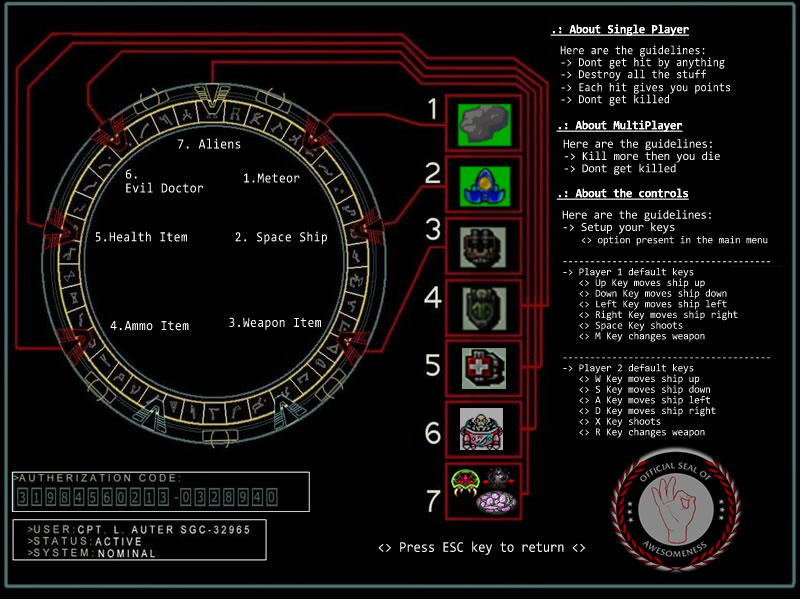 .: About Single Player
Here are the guidelines:
-> Dont get hit by anything
-> Destroy all the stuff
-> Each hit gives you points
-> Dont get killed
.: About MultiPlayer
Here are the guidelines:
-> Kill more then you die
-> Dont get killed
.: About the controls
Here are the guidelines:
-> Setup your keys
<> option present in the main menu
-> Player 1 default keys
<> Up Key moves ship up
<> Down Key moves ship down
<> Left Key moves ship left
<> Right Key moves ship right
<> Space Key shoots
<> M Key changes weapon
-> Player 2 default keys
<> W Key moves ship up
<> S Key moves ship down
<> A Key moves ship left
<> D Key moves ship right
<> X Key shoots
<> R Key changes weapon
7. Aliens
6.
Evil Doctor
1.Meteor
5.Health Item
2. Space Ship
4.Ammo Item
3.Weapon Item
1
2
3
4
5
6
7
>AUTHERIZATION CODE:
31984560213-0328940
>USER:CPT. L. AUTER SGC-32965
>STATUS:ACTIVE
>SYSTEM:NOMINAL
<> Press ESC key to return <>
OFFICIAL SEAL OF
AWESOMENESS